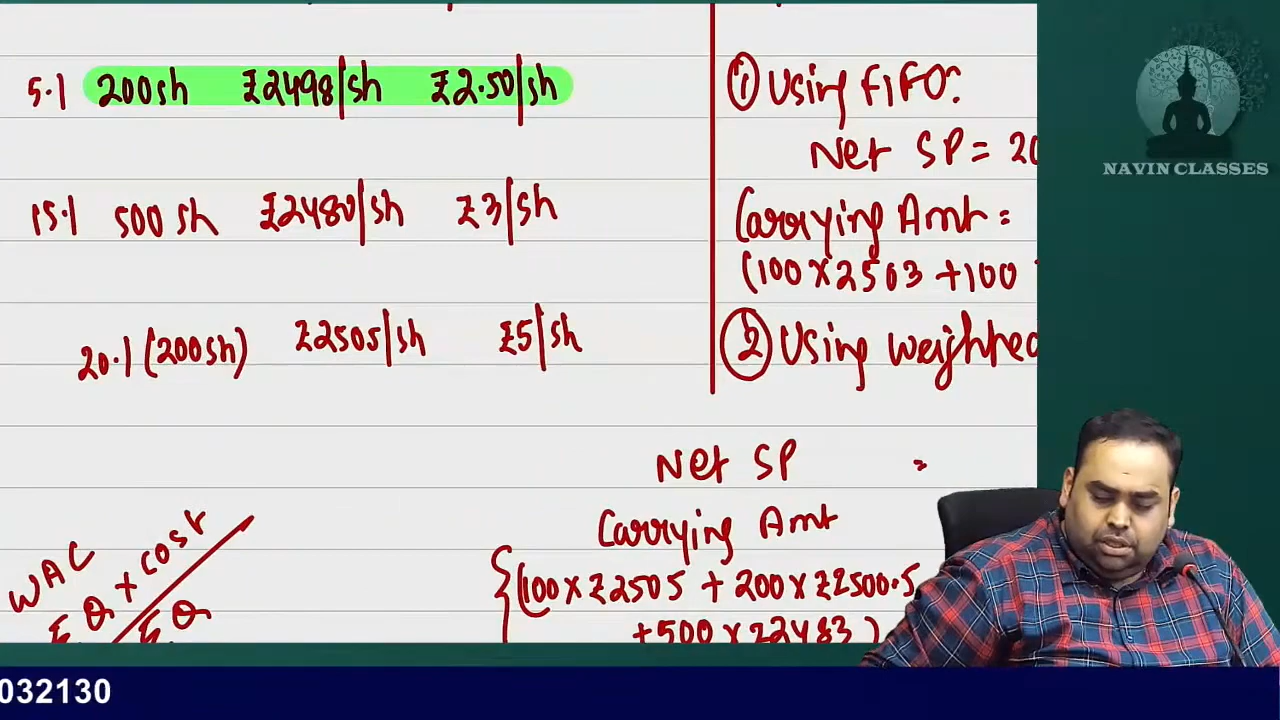 5.1 200sh ₹2498/sh ₹2.50/sh
15.1 500 sh ₹2480/sh ₹3/sh
20.1 (200sh) ₹2505/sh ₹5/sh
WAC
ΣQ x cost
ΣQ
① Using FIFO:
Net SP = 20
Carrying Amt =
(100 x 2503 + 100
② Using weighted
Net SP =
Carrying Amt
{(100 x ₹2505 + 200 x ₹2500.5
+500 x ₹2483)
NAVIN CLASSES
032130